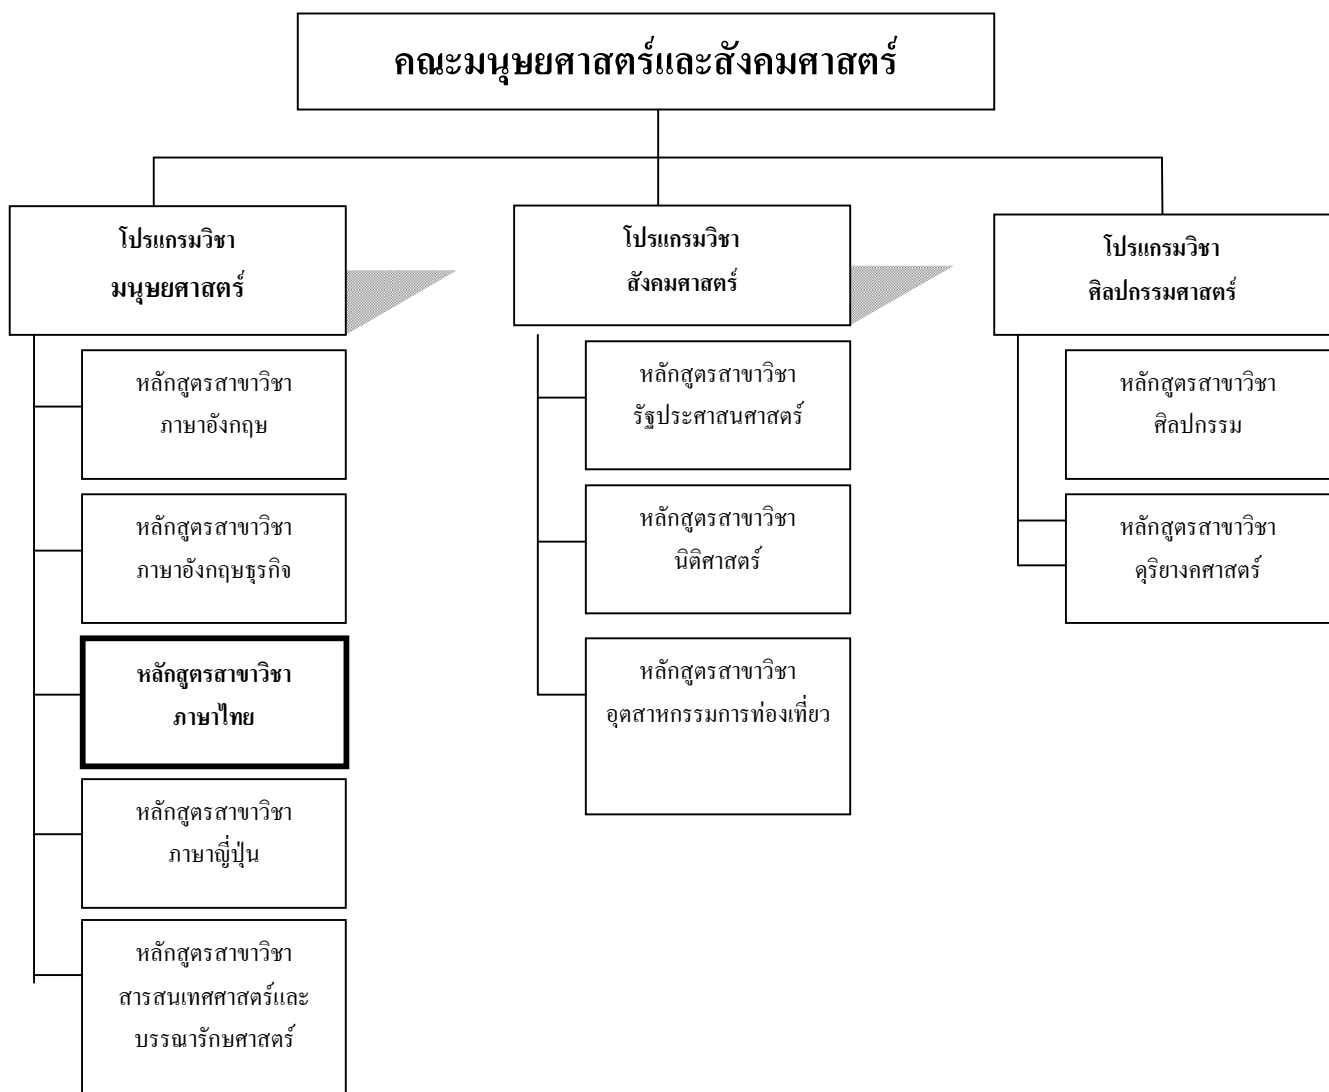 คณะมนุษยศาสตร์และสังคมศาสตร์
โปรแกรมวิชา
มนุษยศาสตร์
หลักสูตรสาขาวิชา
ภาษาอังกฤษ
หลักสูตรสาขาวิชา
ภาษาอังกฤษธุรกิจ
หลักสูตรสาขาวิชา
ภาษาไทย
หลักสูตรสาขาวิชา
ภาษาญี่ปุ่น
หลักสูตรสาขาวิชา
สารสนเทศศาสตร์และ
บรรณารักษศาสตร์
โปรแกรมวิชา
สังคมศาสตร์
หลักสูตรสาขาวิชา
รัฐประศาสนศาสตร์
หลักสูตรสาขาวิชา
นิติศาสตร์
หลักสูตรสาขาวิชา
อุตสาหกรรมการท่องเที่ยว
โปรแกรมวิชา
ศิลปกรรมศาสตร์
หลักสูตรสาขาวิชา
ศิลปกรรม
หลักสูตรสาขาวิชา
ดุริยางคศาสตร์